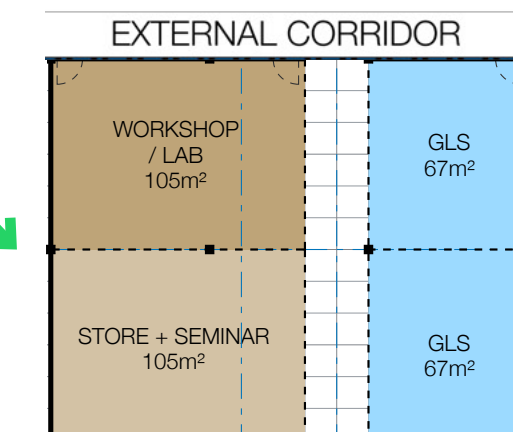 EXTERNAL CORRIDOR
WORKSHOP
/ LAB
105m²
GLS
67m²
STORE + SEMINAR
105m²
GLS
67m²